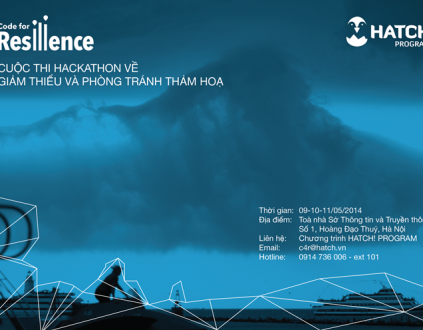 Code for
Resilience
HATCH!
PROGRAM
CUỘC THI HACKATHON VỀ
GIẢM THIỂU VÀ PHÒNG TRÁNH THẢM HOẠ
Thời gian: 09-10-11/05/2014
Địa điểm: Toà nhà Sở Thông tin và Truyền thô
Số 1, Hoàng Đạo Thuý, Hà Nội
Liên hệ: Chương trình HATCH! PROGRAM
Email: c4r@hatch.vn
Hotline: 0914 736 006 - ext 101